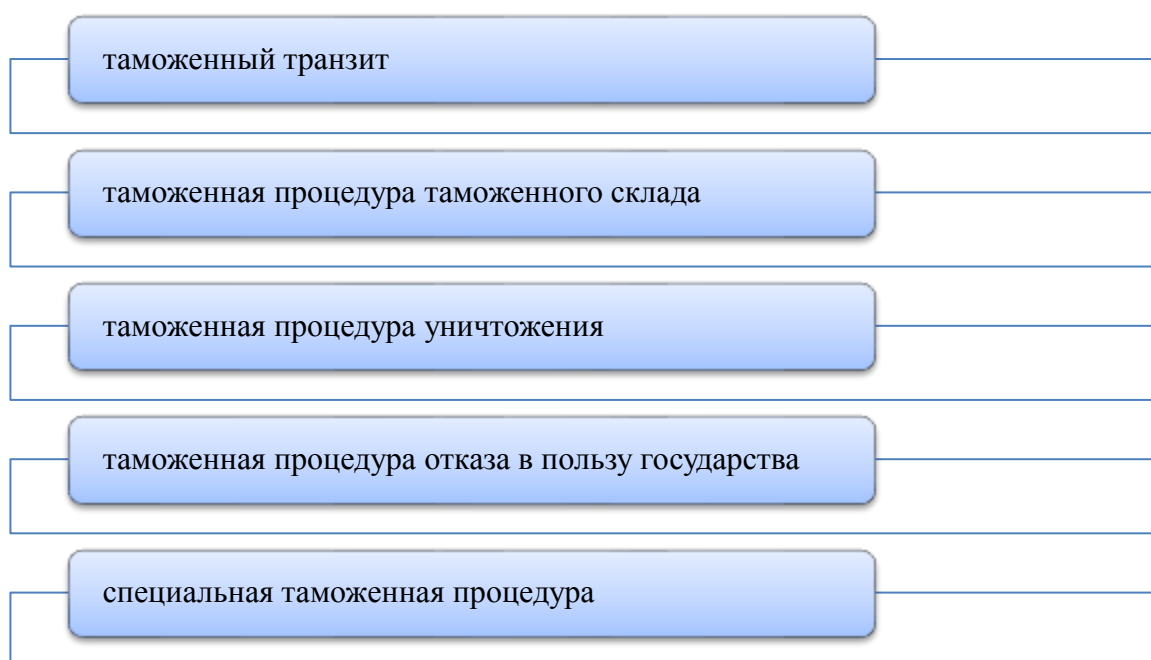 таможенный транзит
таможенная процедура таможенного склада
таможенная процедура уничтожения
таможенная процедура отказа в пользу государства
специальная таможенная процедура